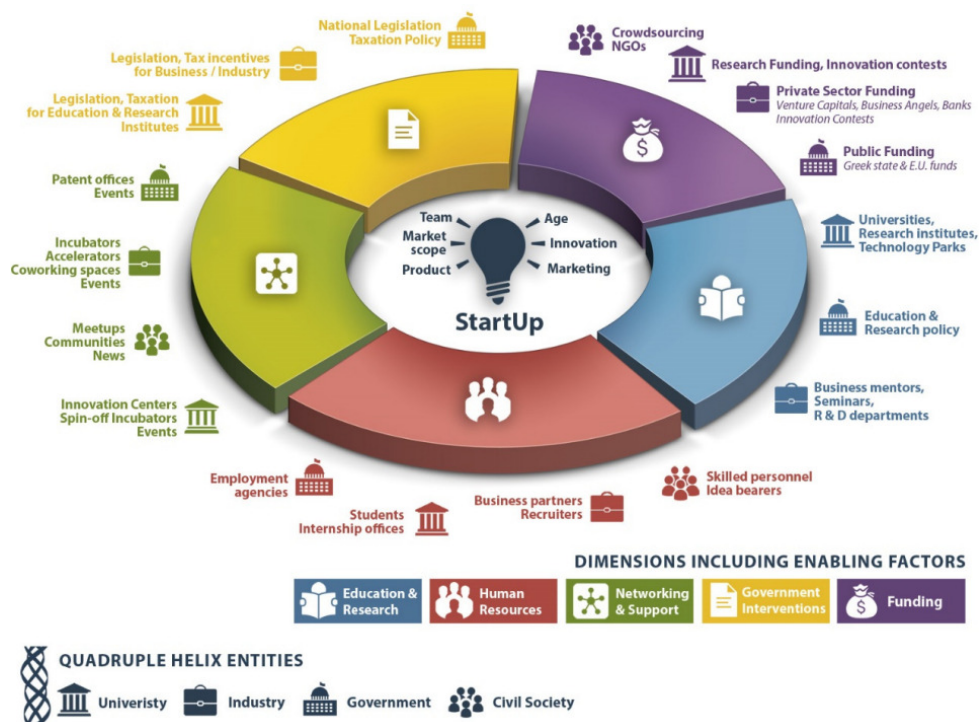 National Legislation
Taxation Policy
Legislation, Tax incentives
for Business / Industry
Legislation, Taxation
for Education & Research
Institutes
Crowdsourcing
NGOs
Research Funding, Innovation contests
Private Sector Funding
Venture Capitals, Business Angels, Banks
Innovation Contests
Public Funding
Greek state & E.U. funds
Patent offices
Events
Incubators
Accelerators
Coworking spaces
Events
Meetups
Communities
News
Innovation Centers
Spin-off Incubators
Events
Team
Market
scope
Product
Age
Innovation
Marketing
StartUp
$
Universities,
Research institutes,
Technology Parks
Education &
Research policy
Business mentors,
Seminars,
R & D departments
Employment
agencies
Students
Internship offices
Business partners
Recruiters
Skilled personnel
Idea bearers
DIMENSIONS INCLUDING ENABLING FACTORS
Education &
Research
Human
Resources
Networking
& Support
Government
Interventions
$
Funding
QUADRUPLE HELIX ENTITIES
Univeristy
Industry
Government
Civil Society